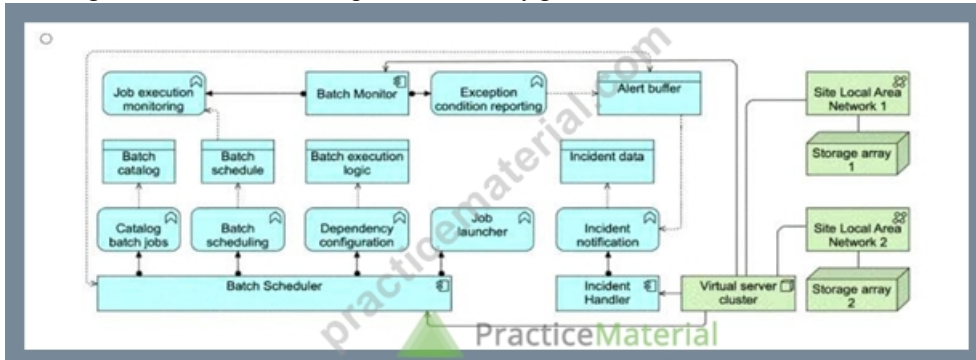 Job execution
monitoring
Batch Monitor
Exception
condition reporting
Alert buffer
Site Local Area
Network 1
Storage array
1
Batch
catalog
Batch
schedule
Batch execution
logic
Incident data
Catalog
batch jobs
Batch
scheduling
Dependency
configuration
Job
launcher
Incident
notification
Site Local Area
Network 2
Storage array
2
Batch Scheduler
Incident
Handler
Virtual server
cluster
practicematerial.com
PracticeMaterial